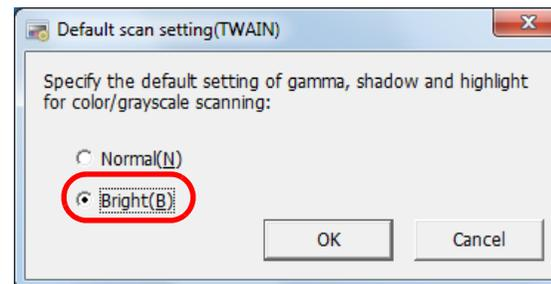 Default scan setting(TWAIN)
Specify the default setting of gamma, shadow and highlight
for color/grayscale scanning:
Normal(N)
Bright(B)
OK Cancel